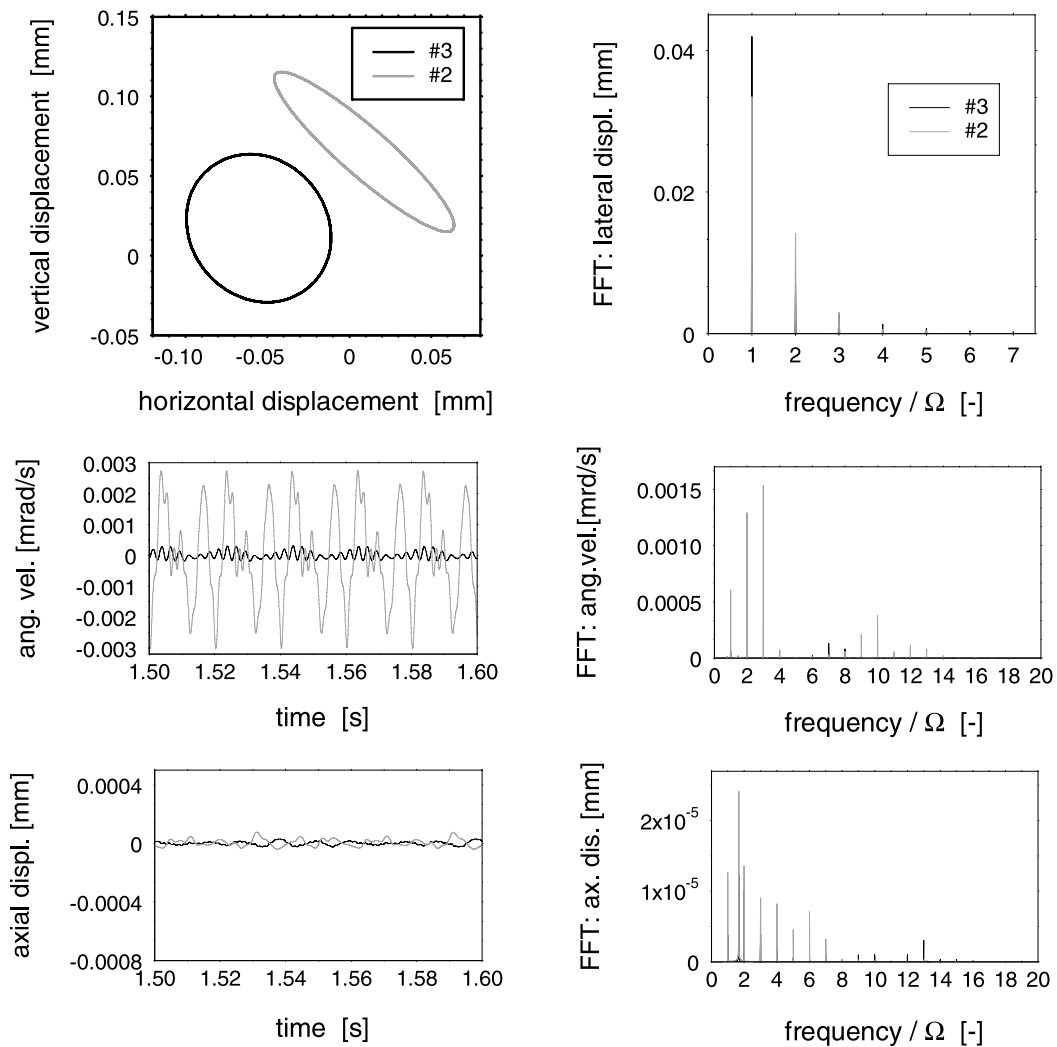 vertical displacement [mm]
0.15
0.10
0.05
0
-0.05
#3
#2
-0.10 -0.05 0 0.05
horizontal displacement [mm]
FFT: lateral displ. [mm]
0.04
0.02
0
#3
#2
0 1 2 3 4 5 6 7
frequency / Ω [-]
ang. vel. [mrad/s]
0.003
0.002
0.001
0
-0.001
-0.002
-0.003
1.50 1.52 1.54 1.56 1.58 1.60
time [s]
FFT: ang.vel.[mrd/s]
0.0015
0.0010
0.0005
0
0 2 4 6 8 10 12 14 16 18 20
frequency / Ω [-]
axial displ. [mm]
0.0004
0
-0.0004
-0.0008
1.50 1.52 1.54 1.56 1.58 1.60
time [s]
FFT: ax. dis. [mm]
2x10⁻⁵
1x10⁻⁵
0
0 2 4 6 8 10 12 14 16 18 20
frequency / Ω [-]